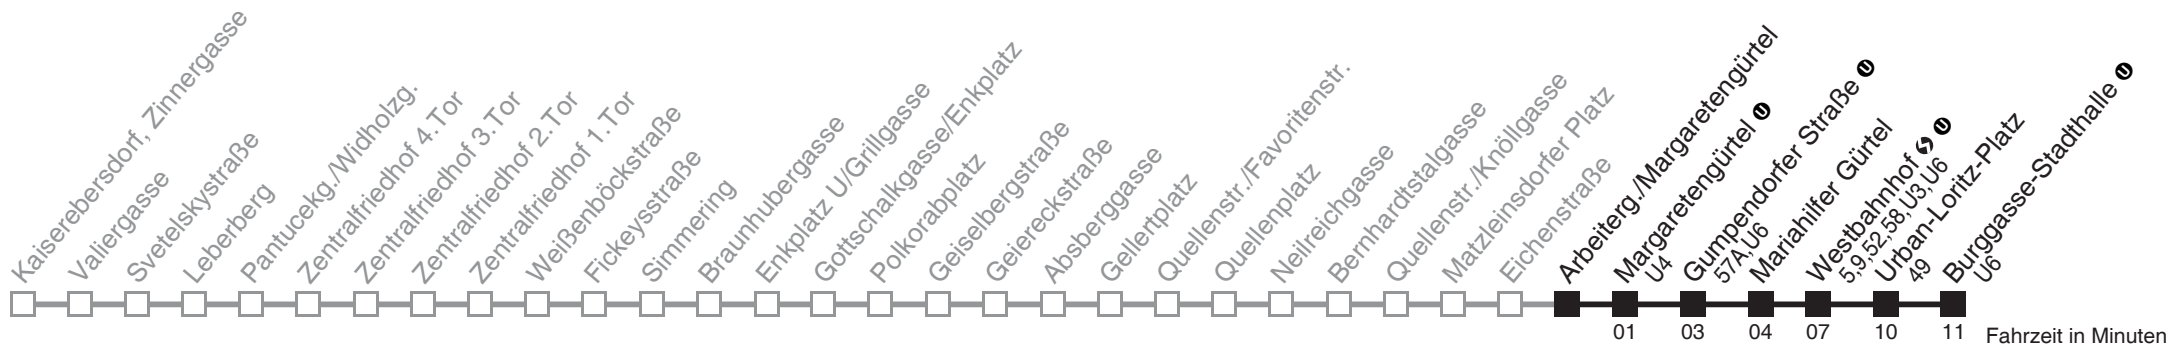 Kaiserebersdorf, Zinnergasse
Valiergasse
Svetelskystraße
Leberberg
Pantucekg./Widholzg.
Zentralfriedhof 4.Tor
Zentralfriedhof 3.Tor
Zentralfriedhof 2.Tor
Zentralfriedhof 1.Tor
Weißenböckstraße
Fickeysstraße
Simmering
Braunhubergasse
Enkplatz U/Grillgasse
Gottschalkgasse/Enkplatz
Polkorabplatz
Geiselbergstraße
Geiereckstraße
Absberggasse
Gellertplatz
Quellenstr./Favoritenstr.
Quellenplatz
Neilreichgasse
Bernhardtstalgasse
Quellenstr./Knöllgasse
Matzleinsdorfer Platz
Eichenstraße
Arbeiterg./Margaretengürtel
Margaretengürtel U
U4
Gumpendorfer Straße U
57A,U6
Mariahilfer Gürtel
Westbahnhof S U
5,9,52,58,U3,U6
Urban-Loritz-Platz
49
Burggasse-Stadthalle U
U6
01 03 04 07 10 11 Fahrzeit in Minuten